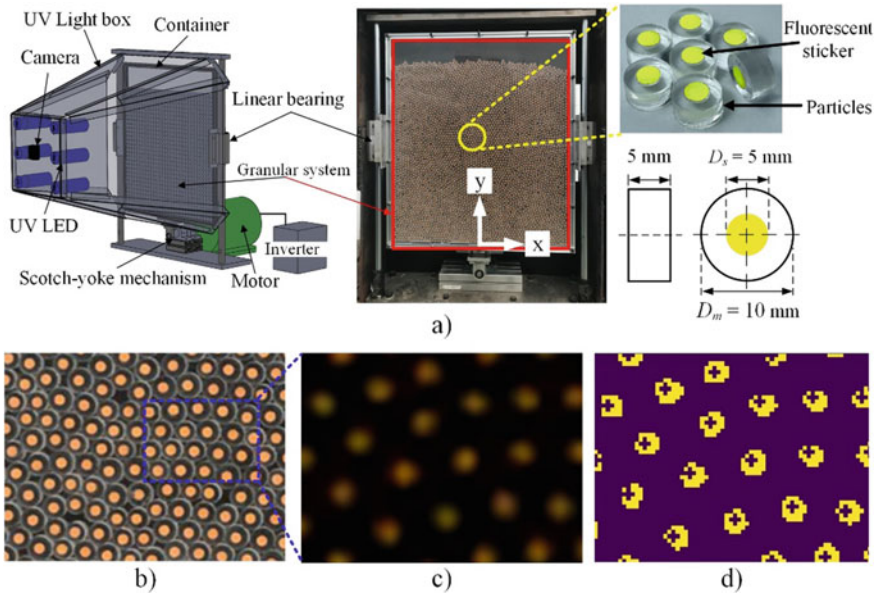 UV Light box
Container
Camera
Linear bearing
Granular system
UV LED
Inverter
Scotch-yoke mechanism
Motor
y
x
Fluorescent
sticker
Particles
5 mm
Ds = 5 mm
Dm = 10 mm
a)
b)
c)
d)